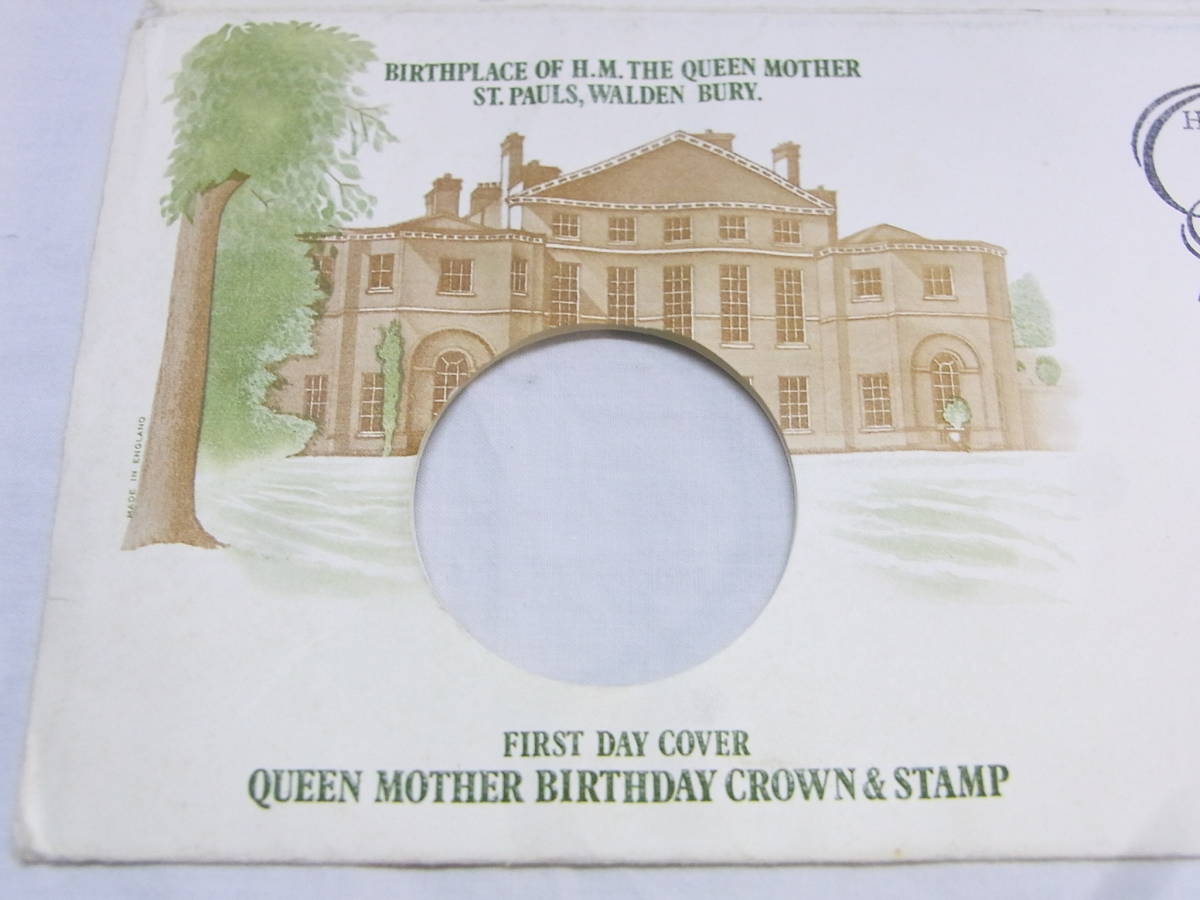 BIRTHPLACE OF H.M. THE QUEEN MOTHER
ST. PAULS, WALDEN BURY.
MADE IN ENGLAND
FIRST DAY COVER
QUEEN MOTHER BIRTHDAY CROWN & STAMP